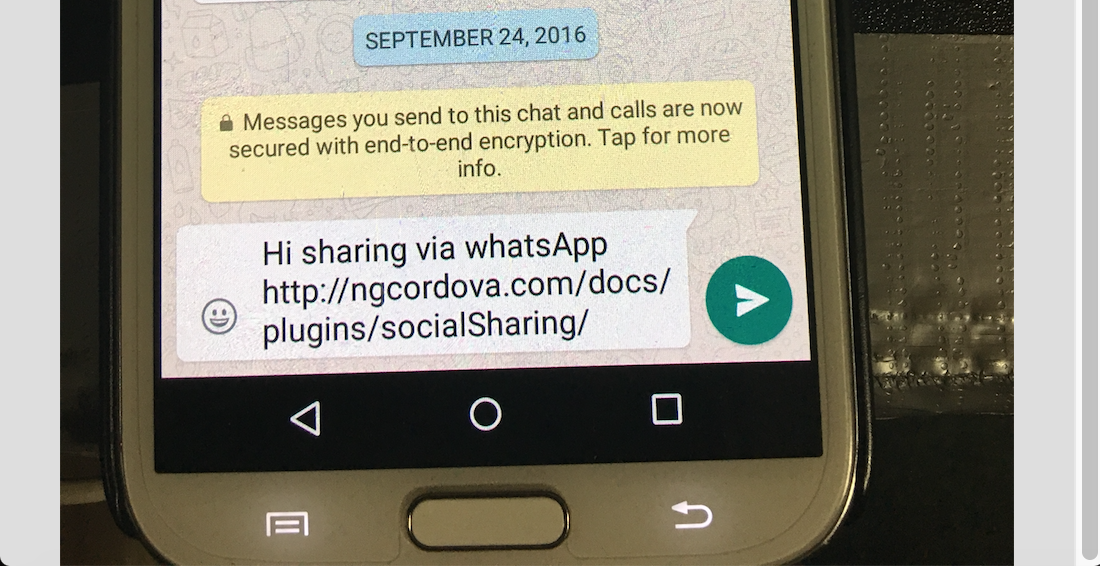 SEPTEMBER 24, 2016
Messages you send to this chat and calls are now
secured with end-to-end encryption. Tap for more
info.
Hi sharing via whatsApp
http://ngcordova.com/docs/
plugins/socialSharing/